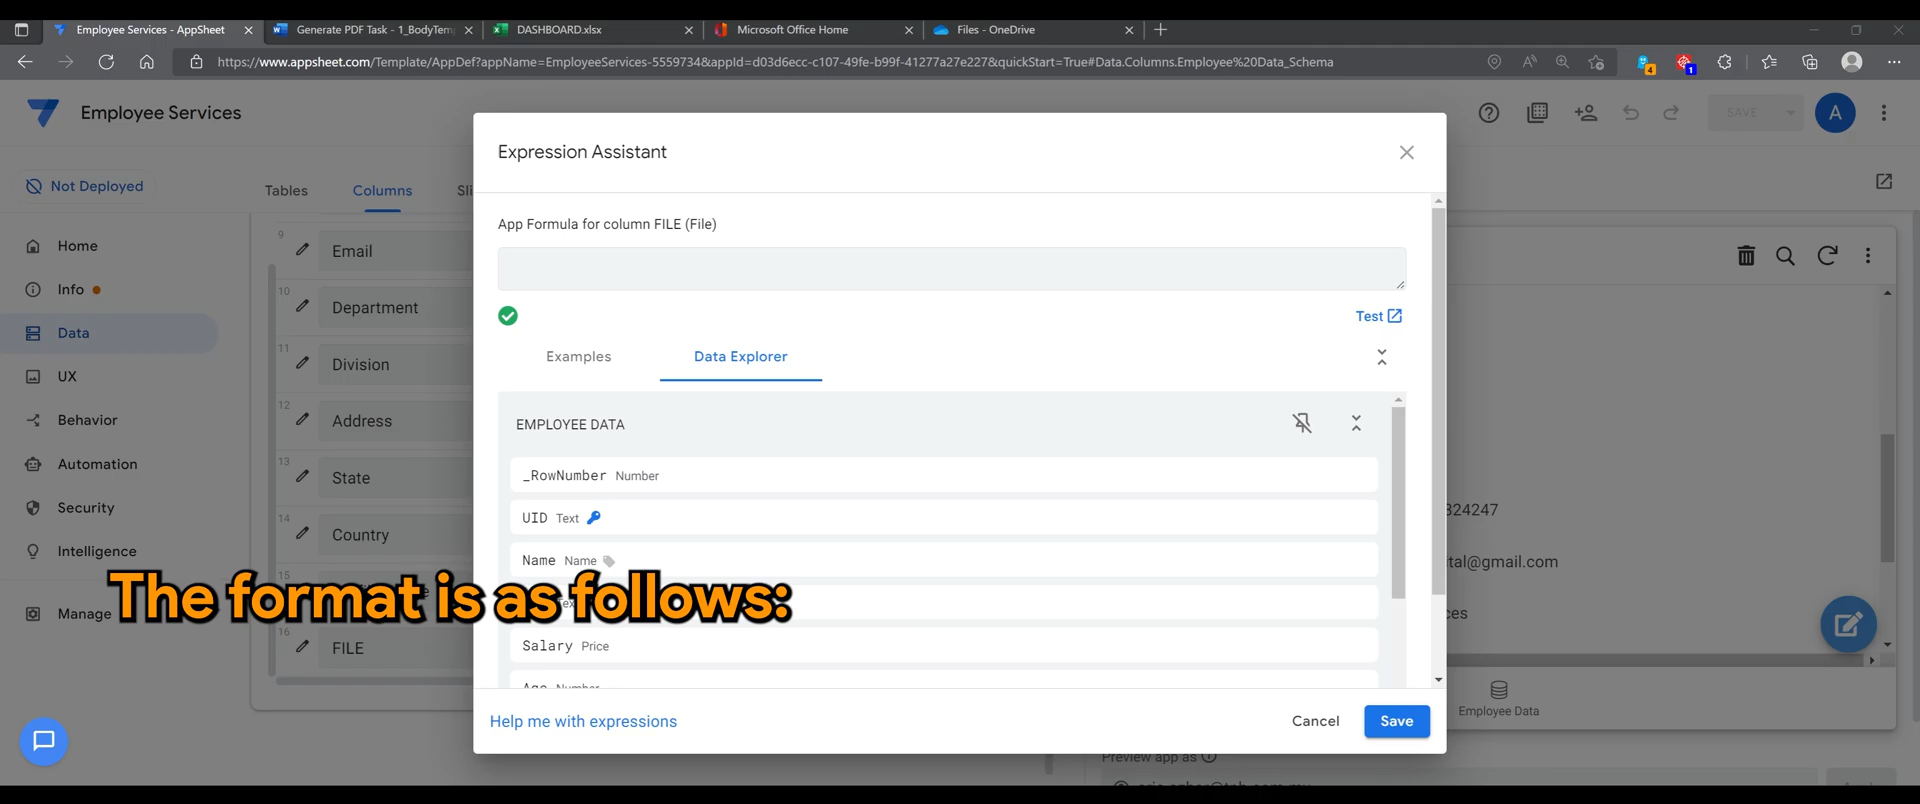 Employee Services - AppSheet
Generate PDF Task - 1_BodyTem
DASHBOARD.xlsx
Microsoft Office Home
Files - OneDrive
https://www.appsheet.com/Template/AppDef?appName=EmployeeServices-5559734&appId=d03d6ecc-c107-49fe-b99f-41277a27e227&quickStart=True#Data.Columns.Employee%20Data_Schema
4
1
Employee Services
SAVE
A
Not Deployed
Tables
Columns
Home
Info
Data
UX
Behavior
Automation
Security
Intelligence
Manage
9
Email
10
Department
11
Division
12
Address
13
State
14
Country
15
16
FILE
Expression Assistant
App Formula for column FILE (File)
Test
Examples
Data Explorer
EMPLOYEE DATA
_RowNumber Number
UID Text
Name Name
The format is as follows:
Salary Price
Age Number
Help me with expressions
Cancel
Save
324247
ital@gmail.com
ces
Employee Data
Preview app as